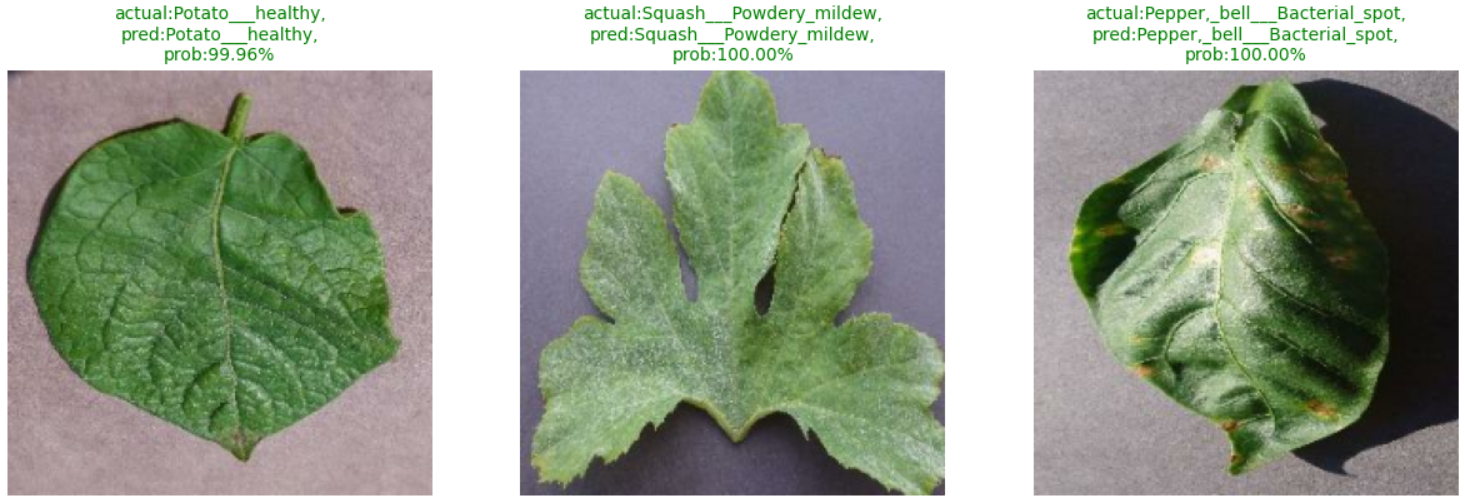 actual:Potato___healthy,
pred:Potato___healthy,
prob:99.96%
actual:Squash___Powdery_mildew,
pred:Squash___Powdery_mildew,
prob:100.00%
actual:Pepper,_bell___Bacterial_spot,
pred:Pepper,_bell___Bacterial_spot,
prob:100.00%